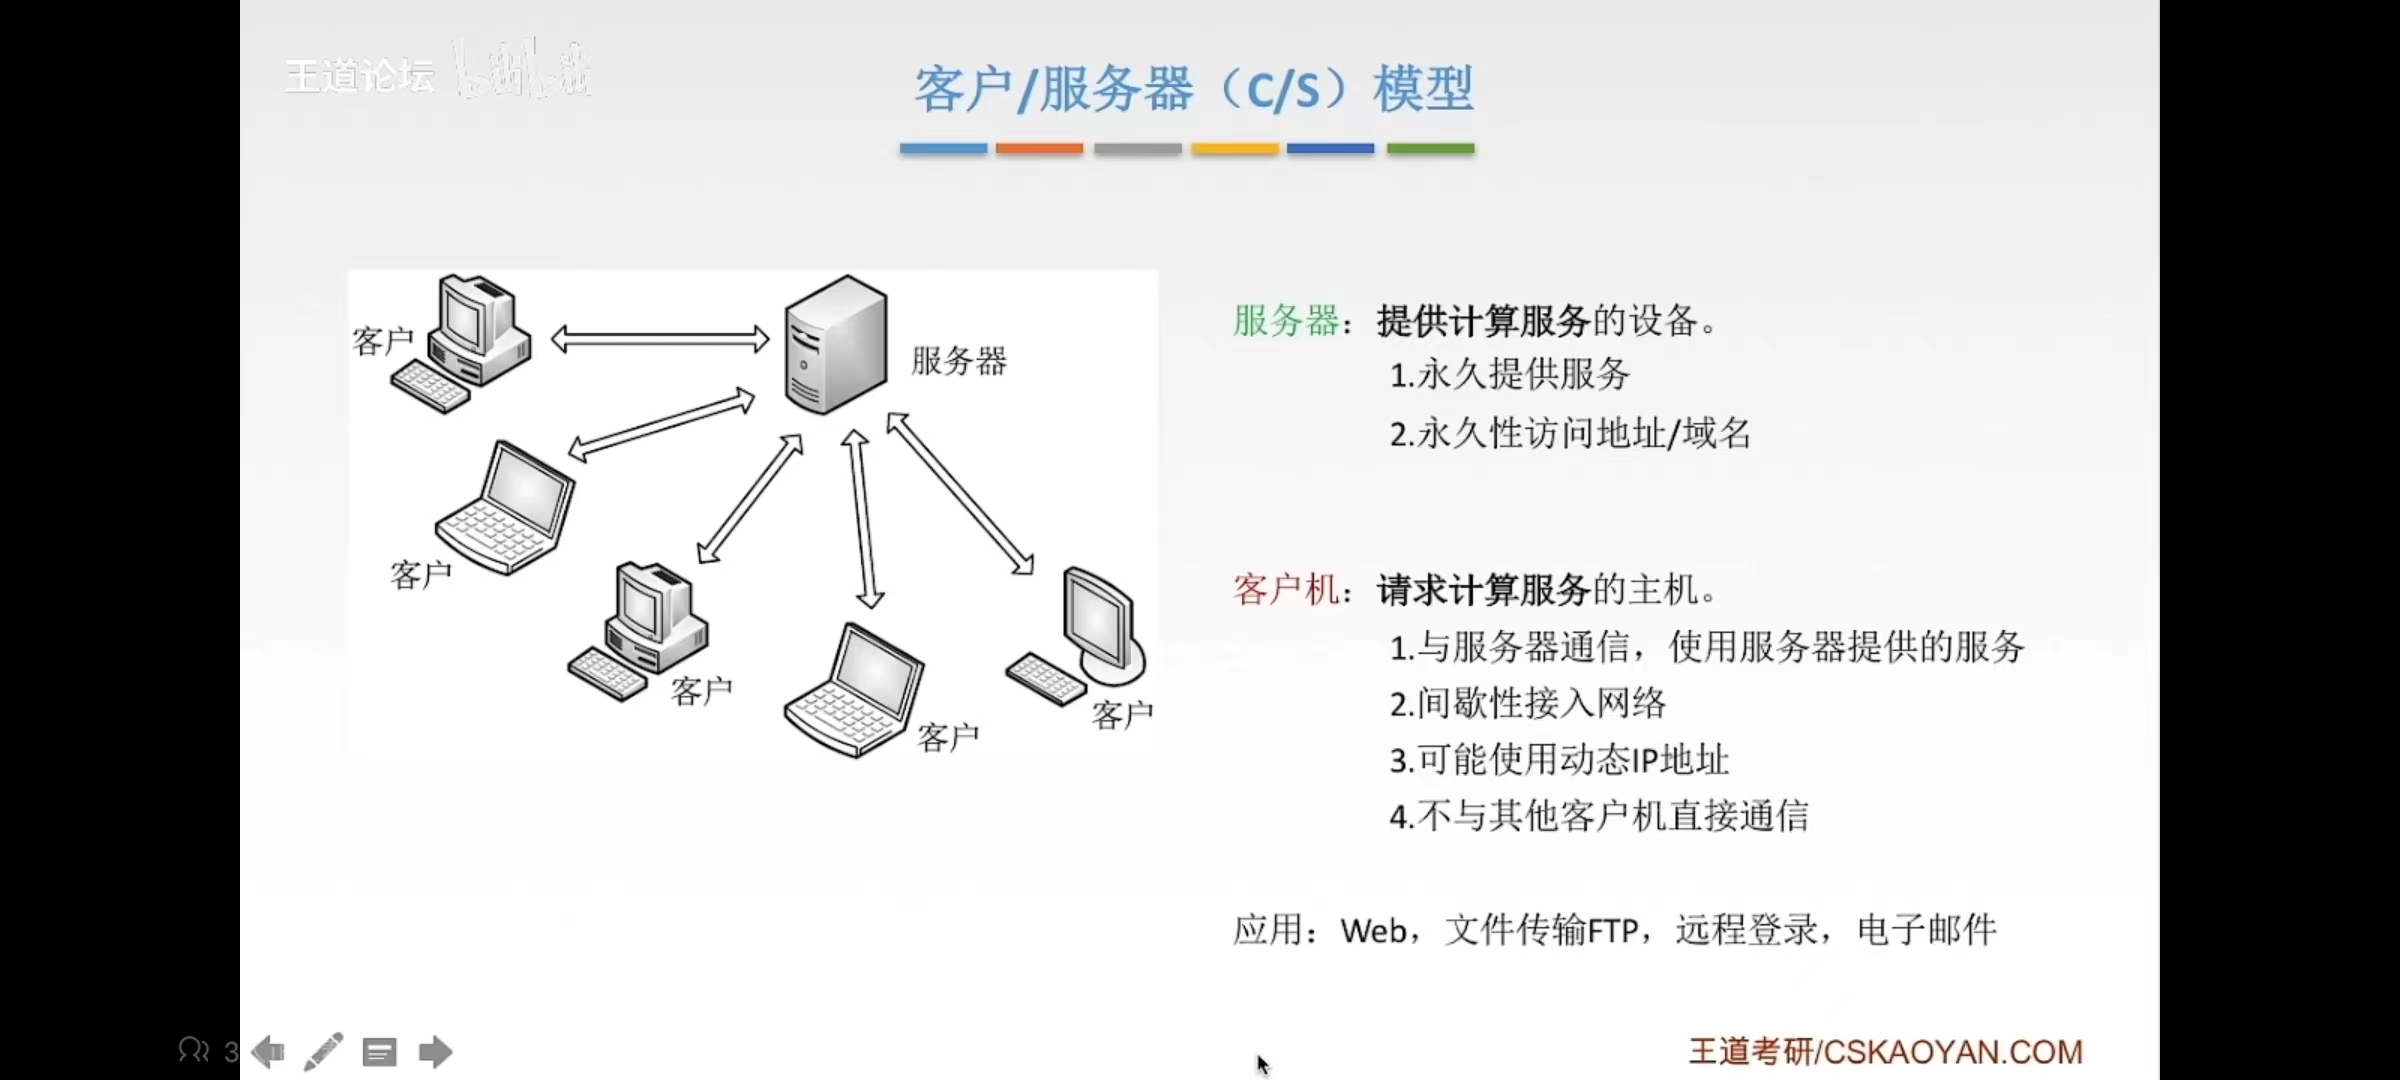 王道论坛 bilibili
客户/服务器（C/S）模型
客户
服务器
客户
客户
客户
客户
服务器：提供计算服务的设备。
1.永久提供服务
2.永久性访问地址/域名
客户机：请求计算服务的主机。
1.与服务器通信，使用服务器提供的服务
2.间歇性接入网络
3.可能使用动态IP地址
4.不与其他客户机直接通信
应用：Web，文件传输FTP，远程登录，电子邮件
3
王道考研/CSKAOYAN.COM